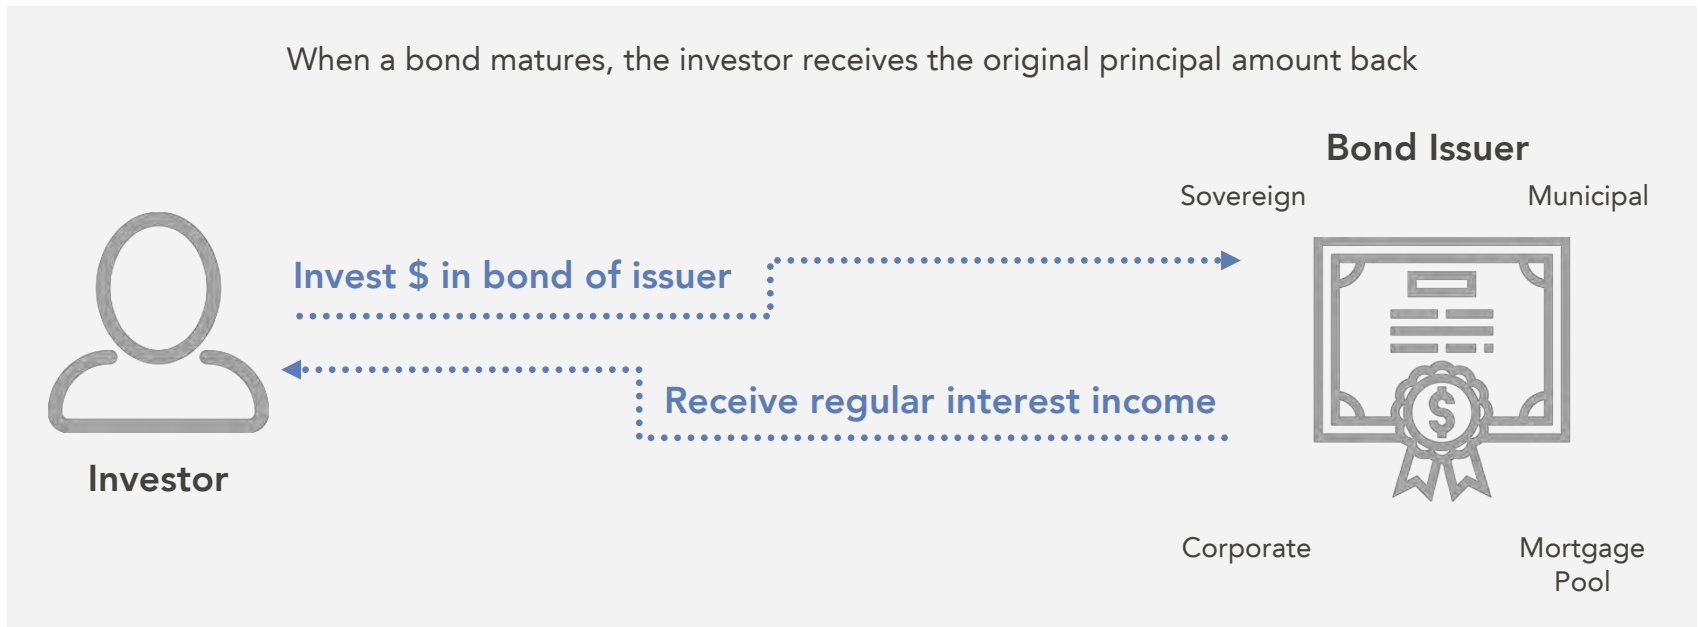 When a bond matures, the investor receives the original principal amount back
Bond Issuer
Sovereign
Municipal
Invest $ in bond of issuer
Receive regular interest income
$
Investor
Corporate
Mortgage
Pool